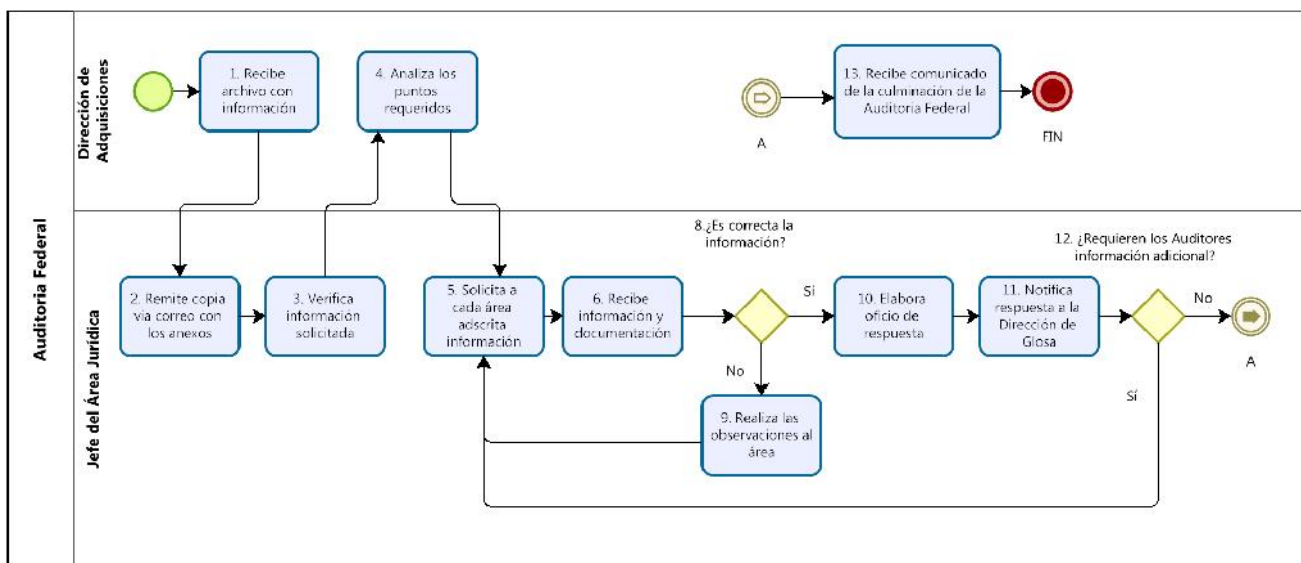 Auditoria Federal
Dirección de
Adquisiciones
1. Recibe
archivo con
información
4. Analiza los
puntos
requeridos
A
13. Recibe comunicado
de la culminación de la
Auditoria Federal
FIN
Jefe del Área Jurídica
2. Remite copia
via correo con
los anexos
3. Verifica
información
solicitada
5. Solicita a
cada área
adscrita
información
6. Recibe
información y
documentación
8.¿Es correcta la
información?
Sí
No
9. Realiza las
observaciones al
área
10. Elabora
oficio de
respuesta
11. Notifica
respuesta a la
Dirección de
Glosa
12. ¿Requieren los Auditores
información adicional?
No
Sí
A